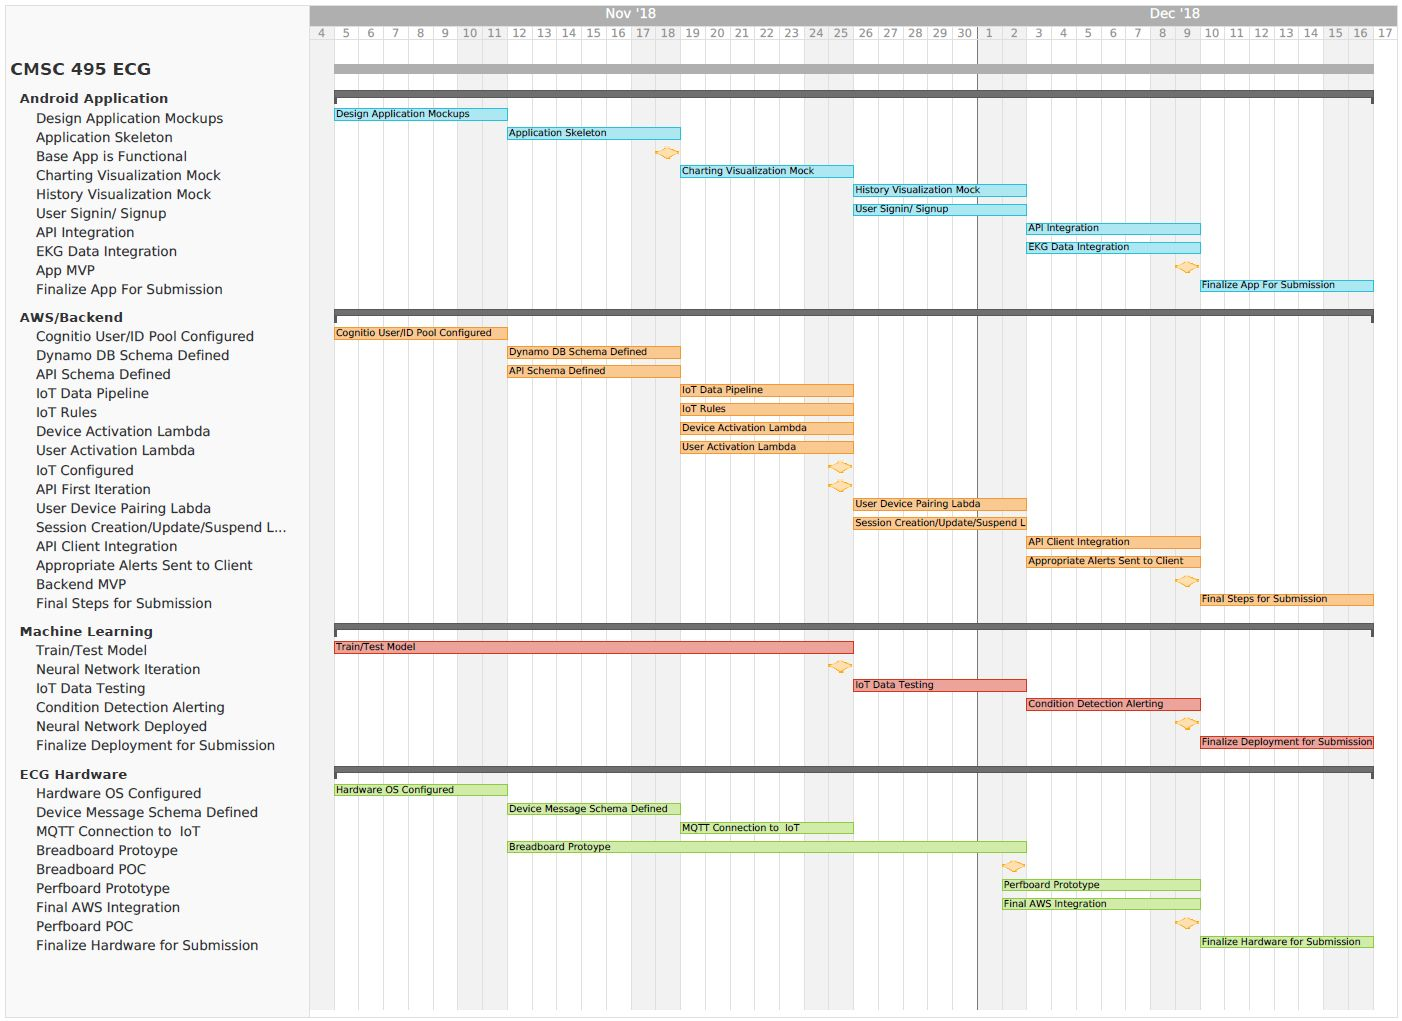 Nov '18 Dec '18
4 5 6 7 8 9 10 11 12 13 14 15 16 17 18 19 20 21 22 23 24 25 26 27 28 29 30 1 2 3 4 5 6 7 8 9 10 11 12 13 14 15 16 17
CMSC 495 ECG
Android Application
Design Application Mockups Design Application Mockups
Application Skeleton Application Skeleton
Base App is Functional
Charting Visualization Mock Charting Visualization Mock
History Visualization Mock History Visualization Mock
User Signin/ Signup User Signin/ Signup
API Integration API Integration
EKG Data Integration EKG Data Integration
App MVP
Finalize App For Submission Finalize App For Submission
AWS/Backend
Cognitio User/ID Pool Configured Cognitio User/ID Pool Configured
Dynamo DB Schema Defined Dynamo DB Schema Defined
API Schema Defined API Schema Defined
IoT Data Pipeline IoT Data Pipeline
IoT Rules IoT Rules
Device Activation Lambda Device Activation Lambda
User Activation Lambda User Activation Lambda
IoT Configured
API First Iteration
User Device Pairing Labda User Device Pairing Labda
Session Creation/Update/Suspend L... Session Creation/Update/Suspend L
API Client Integration API Client Integration
Appropriate Alerts Sent to Client Appropriate Alerts Sent to Client
Backend MVP
Final Steps for Submission Final Steps for Submission
Machine Learning
Train/Test Model Train/Test Model
Neural Network Iteration
IoT Data Testing IoT Data Testing
Condition Detection Alerting Condition Detection Alerting
Neural Network Deployed
Finalize Deployment for Submission Finalize Deployment for Submission
ECG Hardware
Hardware OS Configured Hardware OS Configured
Device Message Schema Defined Device Message Schema Defined
MQTT Connection to IoT MQTT Connection to IoT
Breadboard Protoype Breadboard Protoype
Breadboard POC
Perfboard Prototype Perfboard Prototype
Final AWS Integration Final AWS Integration
Perfboard POC
Finalize Hardware for Submission Finalize Hardware for Submission